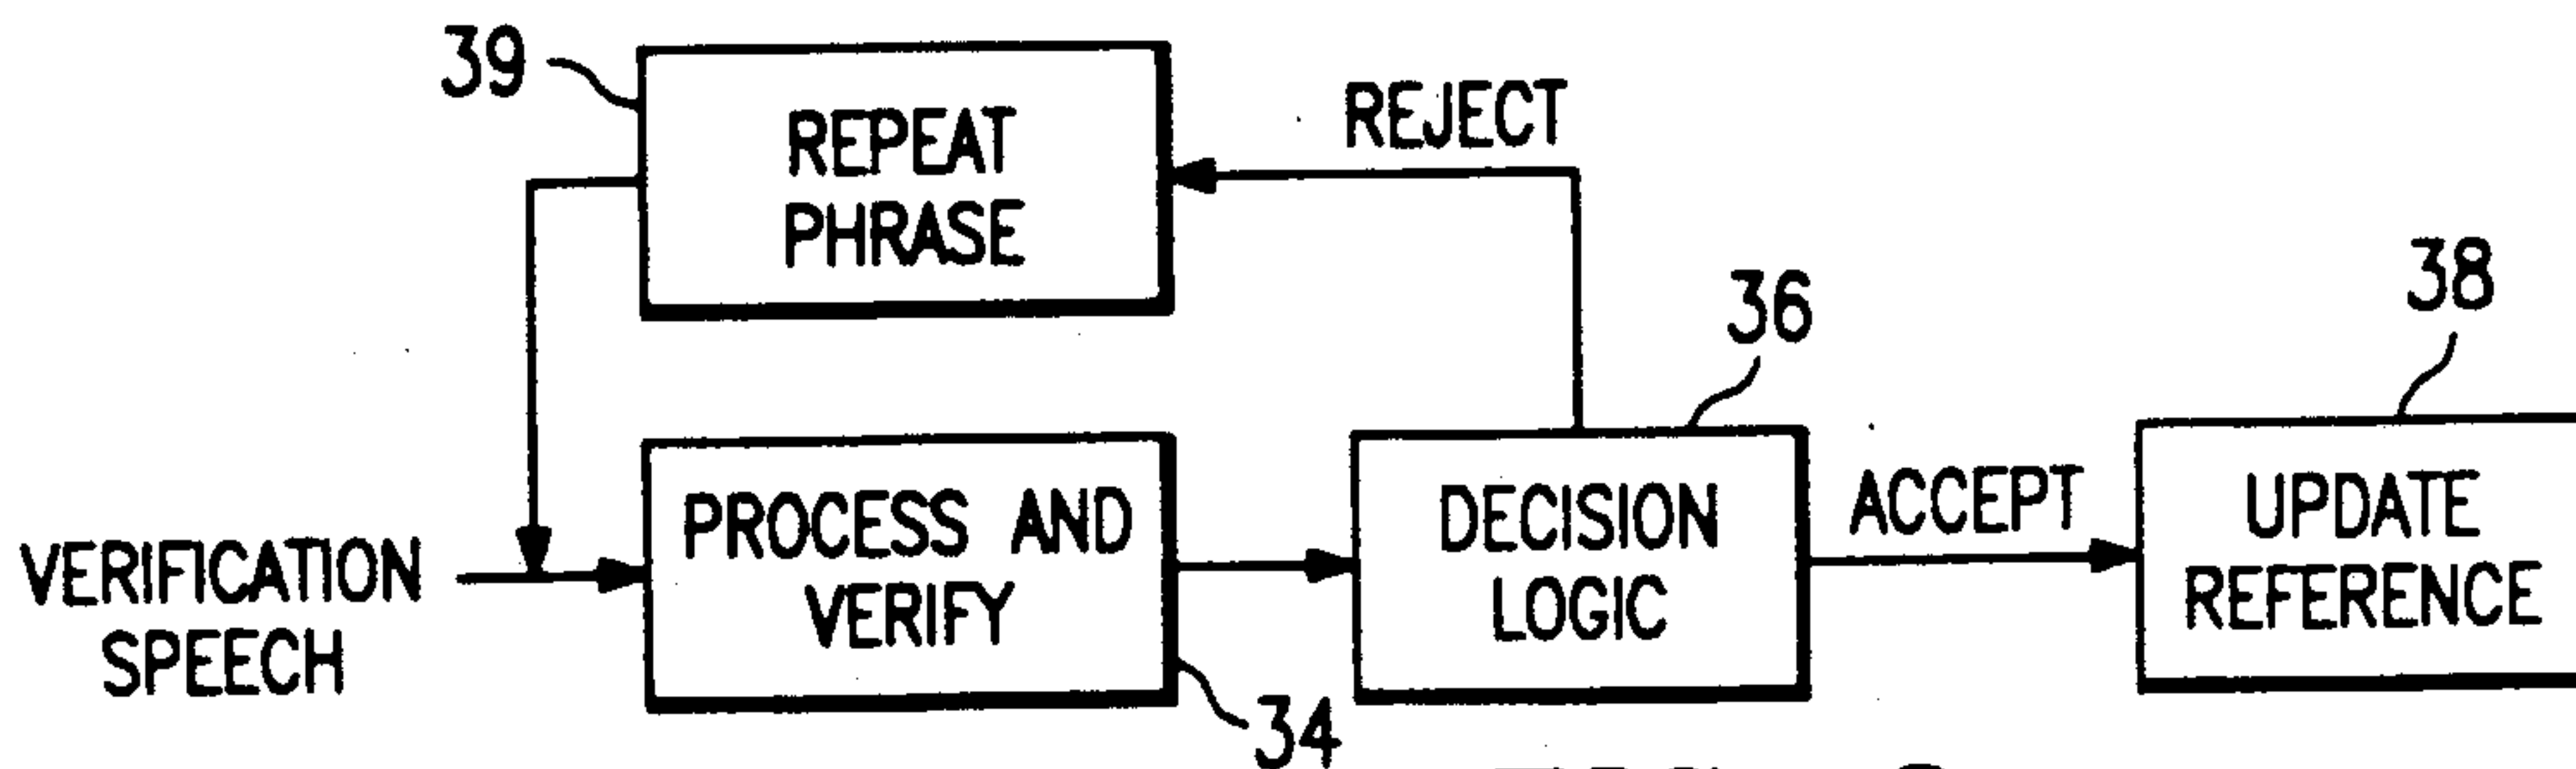 39
REPEAT
PHRASE
REJECT
36
38
VERIFICATION
SPEECH
PROCESS AND
VERIFY
34
DECISION
LOGIC
ACCEPT
UPDATE
REFERENCE